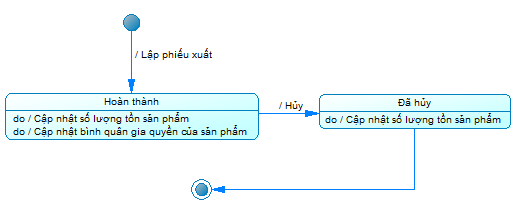 / Lập phiếu xuất
Hoàn thành
do / Cập nhật số lượng tồn sản phẩm
do / Cập nhật bình quân gia quyền của sản phẩm
/ Hủy
Đã hủy
do / Cập nhật số lượng tồn sản phẩm